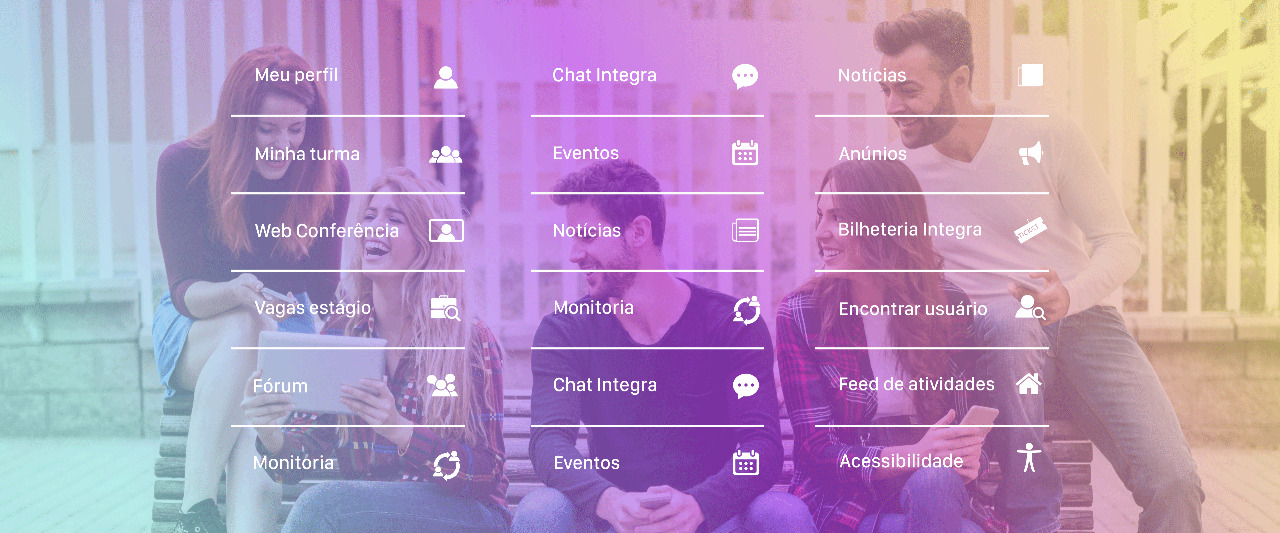 Meu perfil
Minha turma
Web Conferência
Vagas estágio
Fórum
Monitoria
Chat Integra
Eventos
Notícias
Monitoria
Chat Integra
Eventos
Notícias
Anúnios
Bilheteria Integra
TICKET
Encontrar usuário
Feed de atividades
Acessibilidade